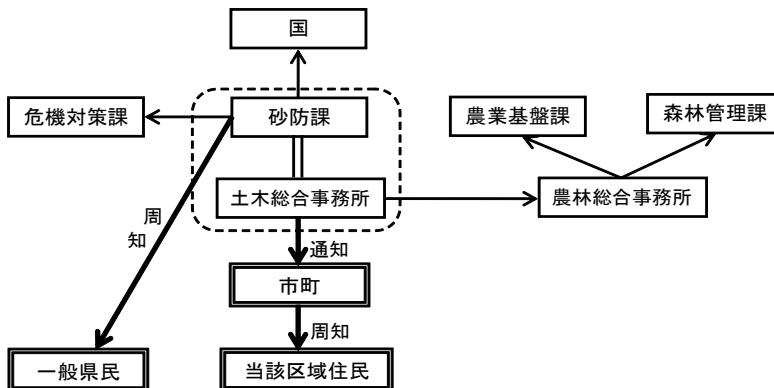 国
危機対策課
砂防課
農業基盤課
森林管理課
土木総合事務所
農林総合事務所
周知
通知
市町
周知
一般県民
当該区域住民